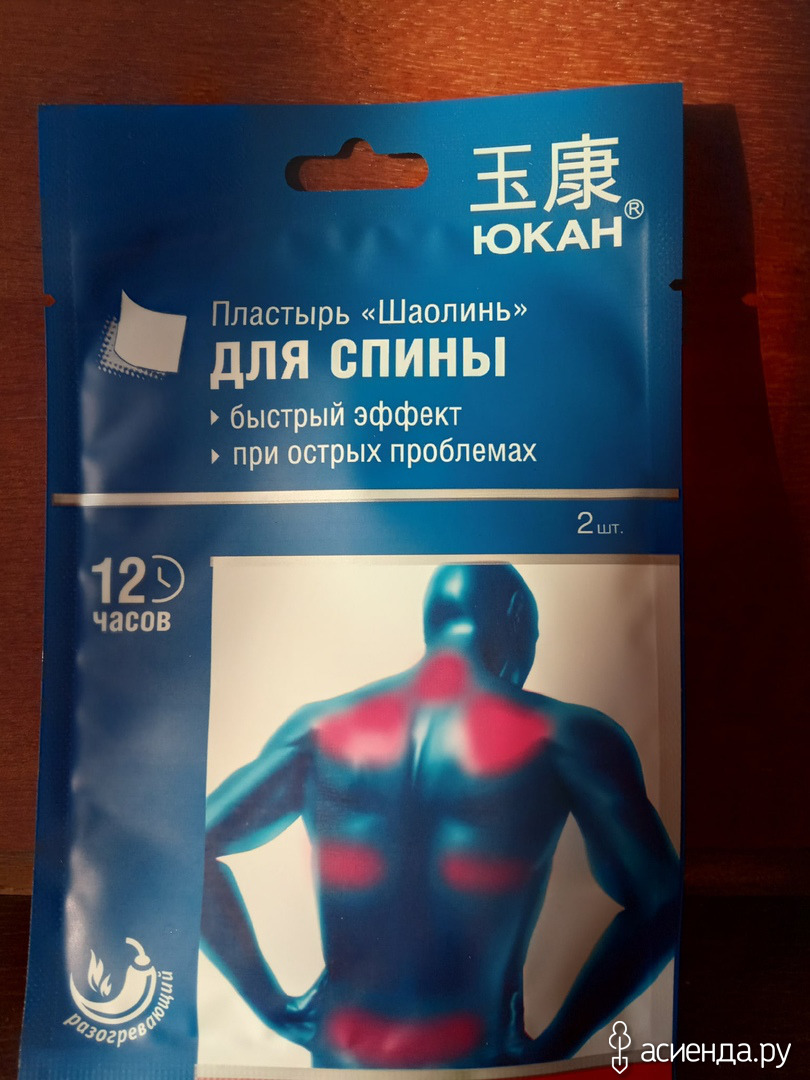 玉康
ЮКАН®
Пластырь «Шаолинь»
для спины
быстрый эффект
при острых проблемах
2 шт.
12
часов
разогревающий
асиенда.ру